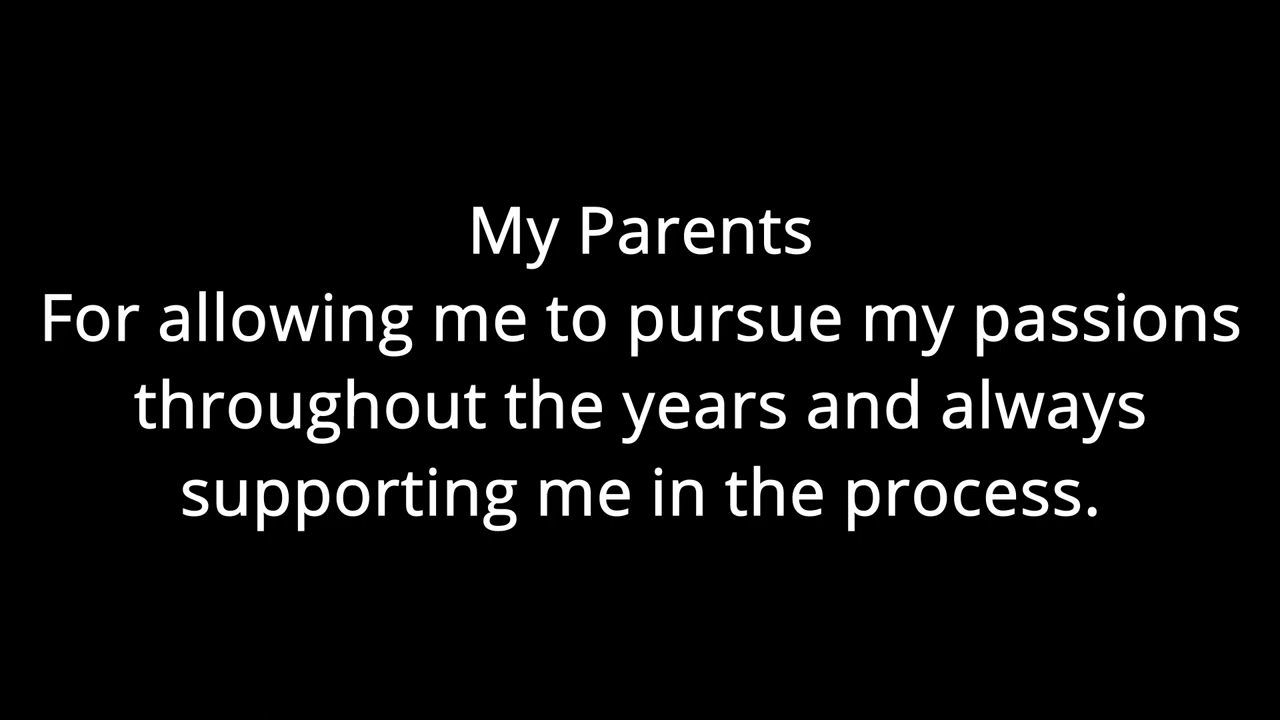 My Parents
For allowing me to pursue my passions
throughout the years and always
supporting me in the process.